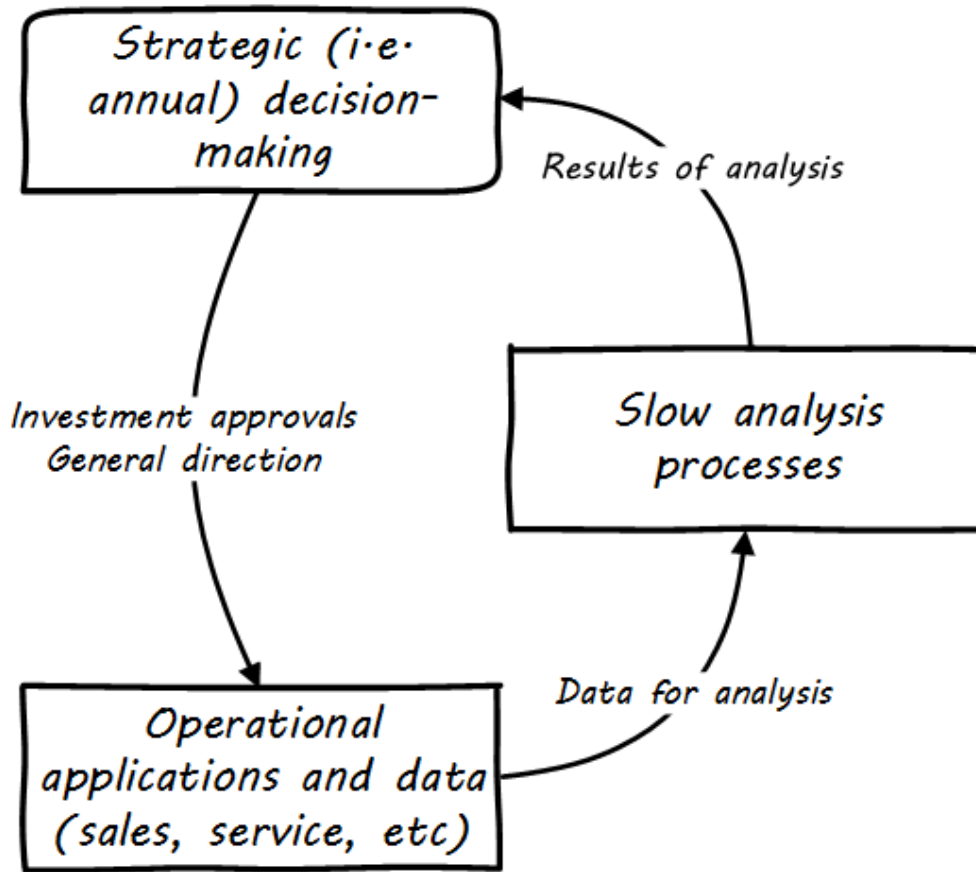 Strategic (i.e.
annual) decision-
making
Results of analysis
Investment approvals
General direction
Slow analysis
processes
Data for analysis
Operational
applications and data
(sales, service, etc)